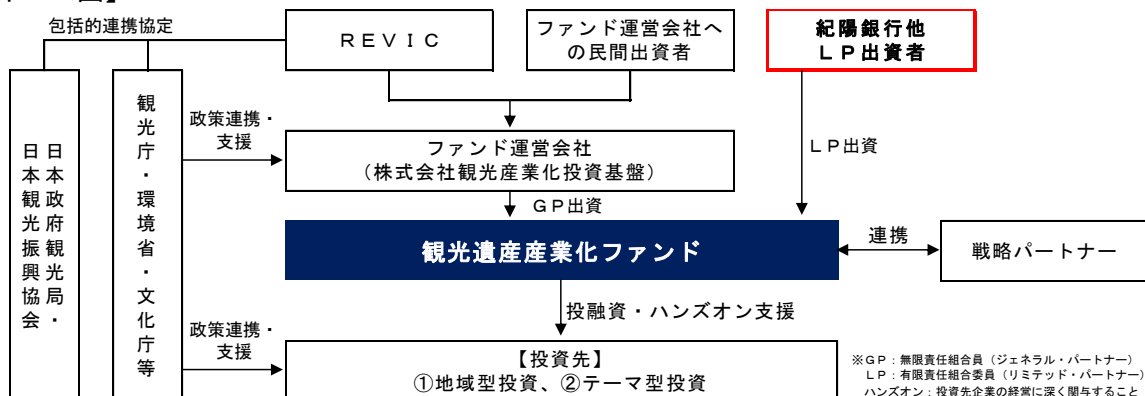 包括的連携協定
ＲＥＶＩＣ
ファンド運営会社へ
の民間出資者
紀陽銀行他
ＬＰ出資者
日本政府観光局・
日本観光振興協会
観光庁・環境省・文化庁等
政策連携・
支援
ファンド運営会社
（株式会社観光産業化投資基盤）
ＬＰ出資
ＧＰ出資
観光遺産産業化ファンド
連携
戦略パートナー
投融資・ハンズオン支援
政策連携・
支援
【投資先】
①地域型投資、②テーマ型投資
※ＧＰ：無限責任組合員（ジェネラル・パートナー）
ＬＰ：有限責任組合委員（リミテッド・パートナー）
ハンズオン：投資先企業の経営に深く関与すること